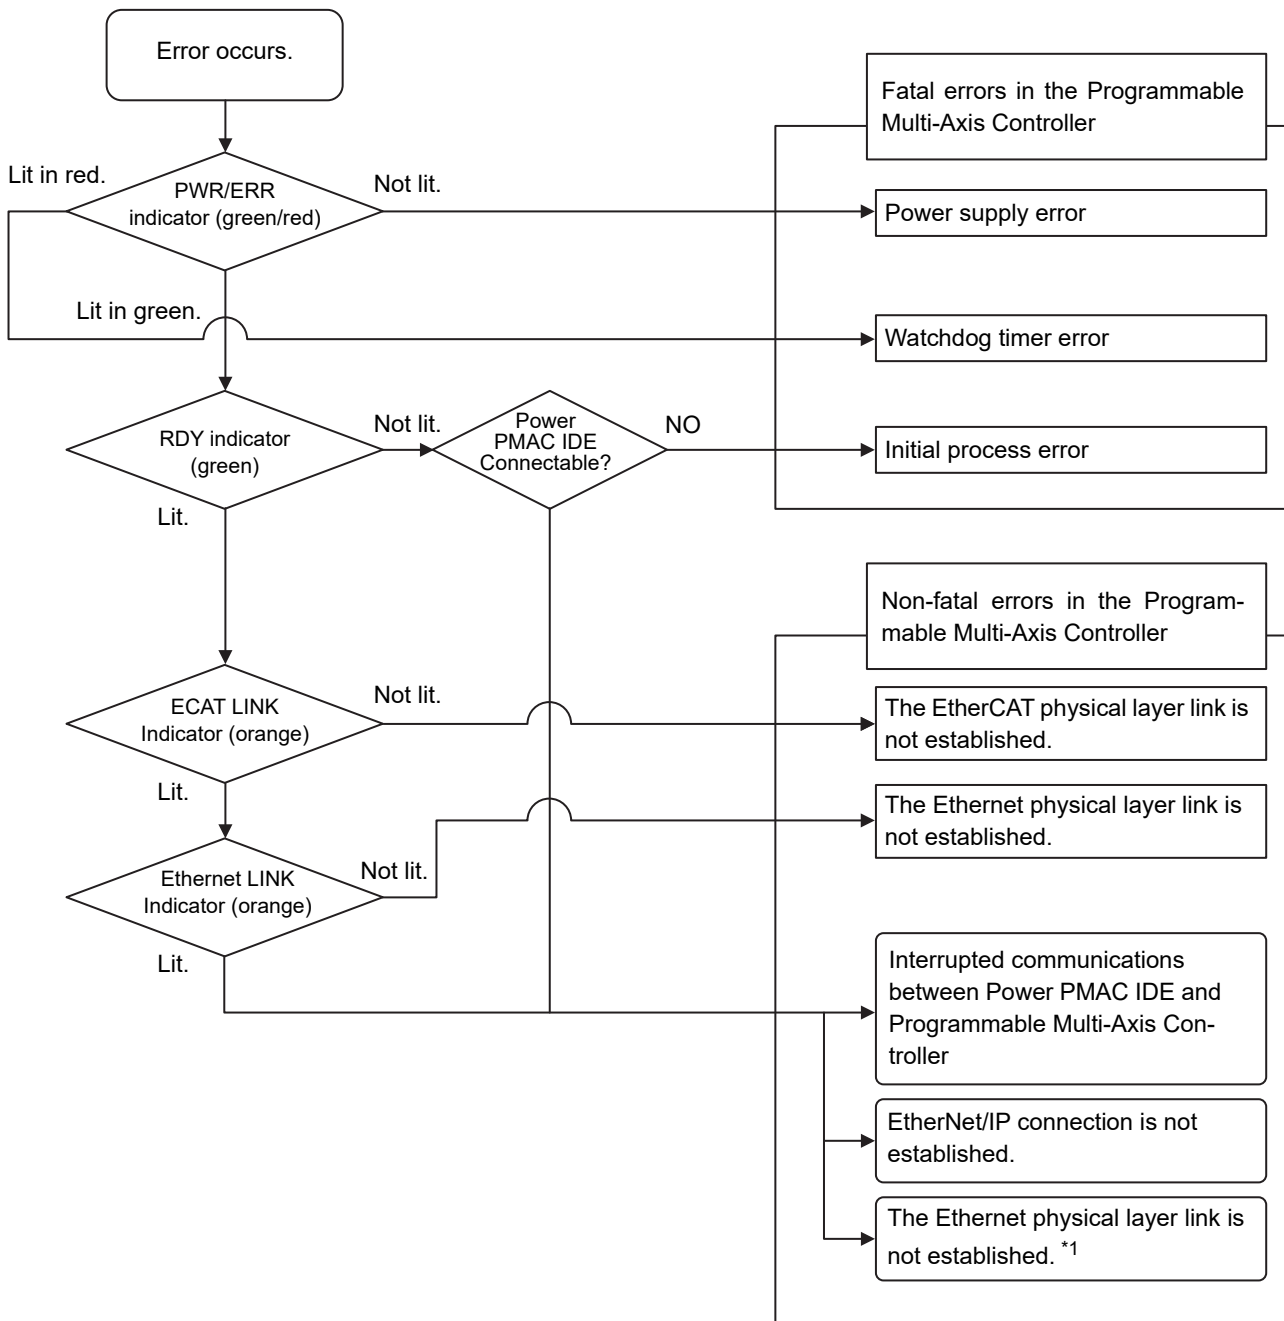 Error occurs.
Fatal errors in the Programmable
Multi-Axis Controller
Lit in red.
PWR/ERR
indicator (green/red)
Not lit.
Power supply error
Lit in green.
Watchdog timer error
RDY indicator
(green)
Not lit.
Power
PMAC IDE
Connectable?
NO
Initial process error
Lit.
Non-fatal errors in the Program-
mable Multi-Axis Controller
ECAT LINK
Indicator (orange)
Not lit.
The EtherCAT physical layer link is
not established.
Lit.
The Ethernet physical layer link is
not established.
Ethernet LINK
Indicator (orange)
Not lit.
Lit.
Interrupted communications
between Power PMAC IDE and
Programmable Multi-Axis Con-
troller
EtherNet/IP connection is not
established.
The Ethernet physical layer link is
not established. *1